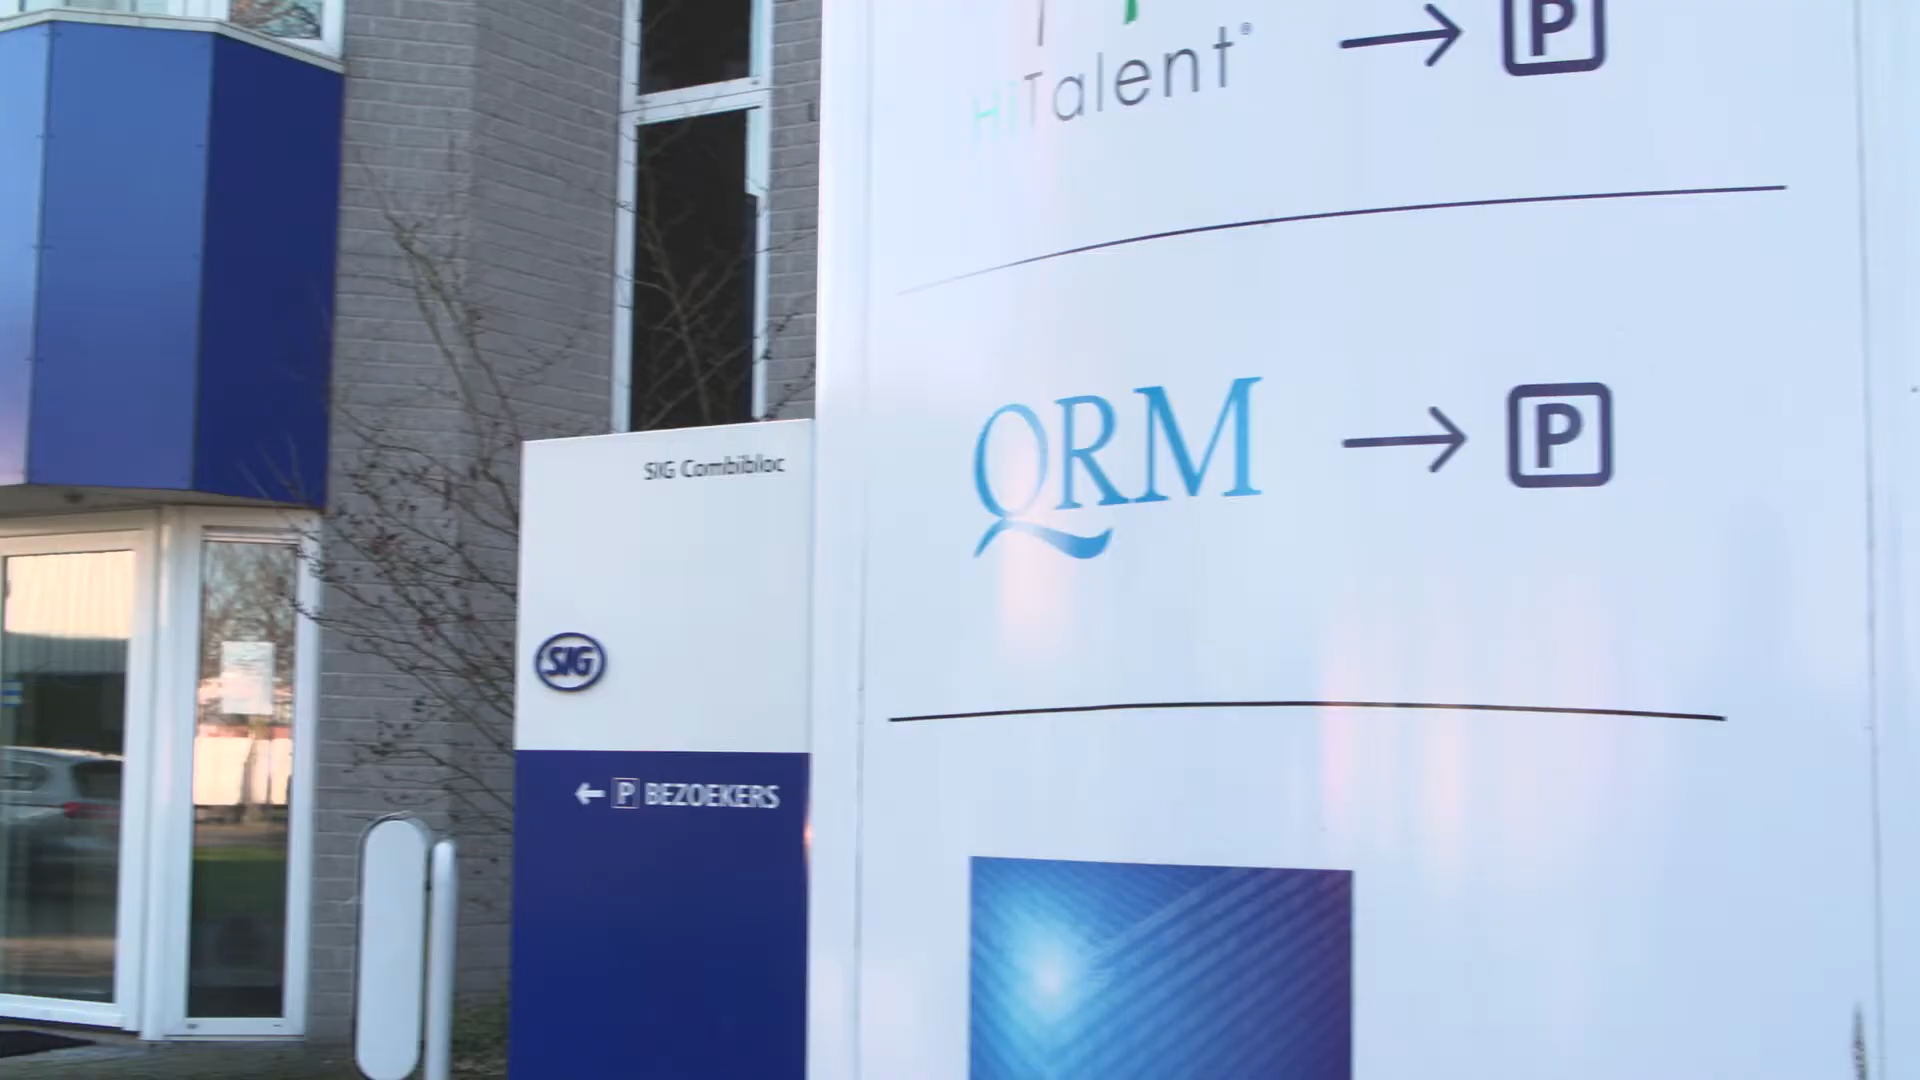 HiTalent® → P
QRM → P
SIG Combibloc
SIG
← P BEZOEKERS